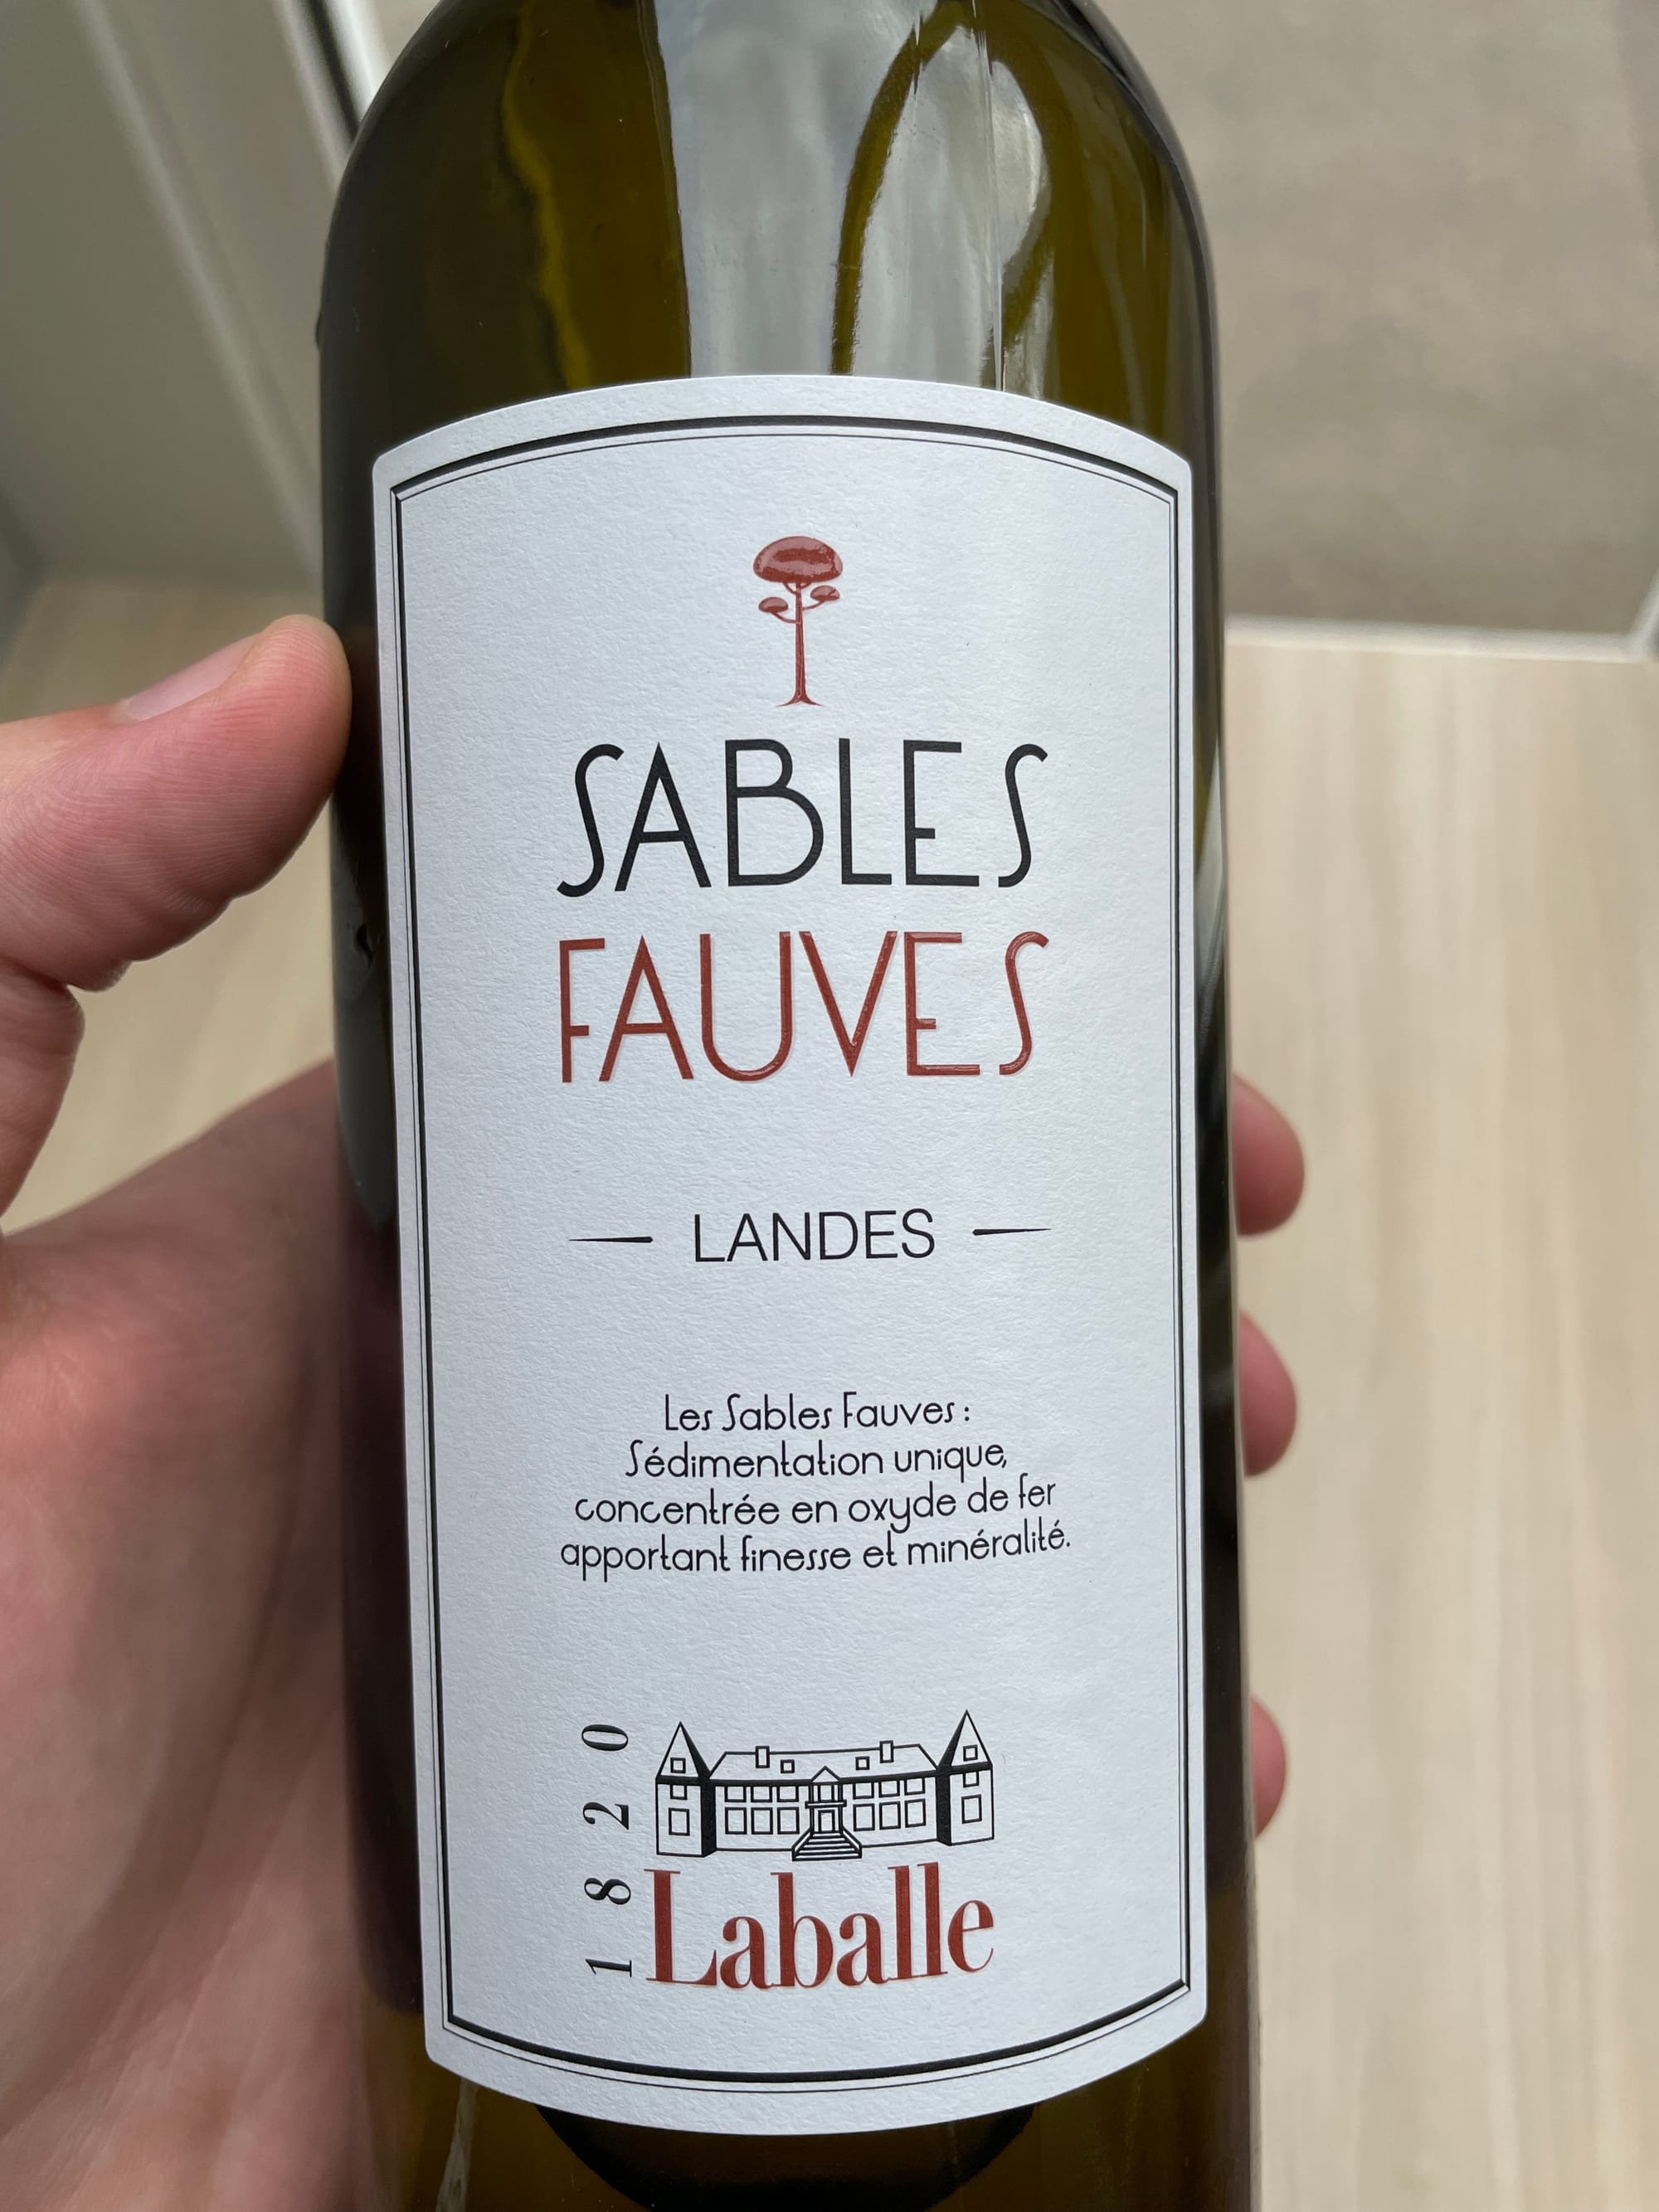 SABLES
FAUVES
LANDES
Les Sables Fauves :
Sédimentation unique,
concentrée en oxyde de fer
apportant finesse et minéralité.
1820
Laballe